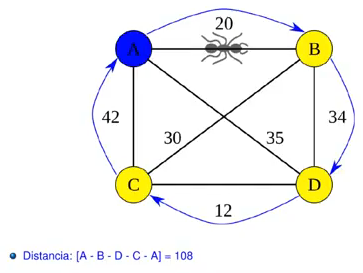 20
A
B
42
30
35
34
C
D
12
Distancia: [A - B - D - C - A] = 108